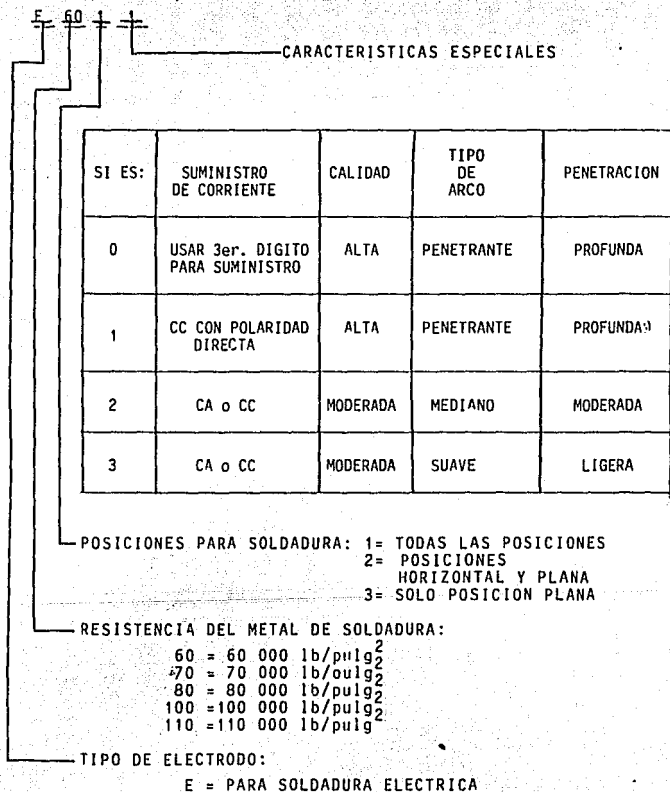 E 60 1 1
CARACTERISTICAS ESPECIALES
SI ES: SUMINISTRO DE CORRIENTE CALIDAD TIPO DE ARCO PENETRACION
0 USAR 3er. DIGITO PARA SUMINISTRO ALTA PENETRANTE PROFUNDA
1 CC CON POLARIDAD DIRECTA ALTA PENETRANTE PROFUNDA
2 CA o CC MODERADA MEDIANO MODERADA
3 CA o CC MODERADA SUAVE LIGERA
POSICIONES PARA SOLDADURA: 1= TODAS LAS POSICIONES
2= POSICIONES
HORIZONTAL Y PLANA
3= SOLO POSICION PLANA
RESISTENCIA DEL METAL DE SOLDADURA:
60 = 60 000 lb/pulg2
70 = 70 000 lb/oulg2
80 = 80 000 lb/pulg2
100 =100 000 lb/pulg2
110 =110 000 lb/pulg2
TIPO DE ELECTRODO:
E = PARA SOLDADURA ELECTRICA